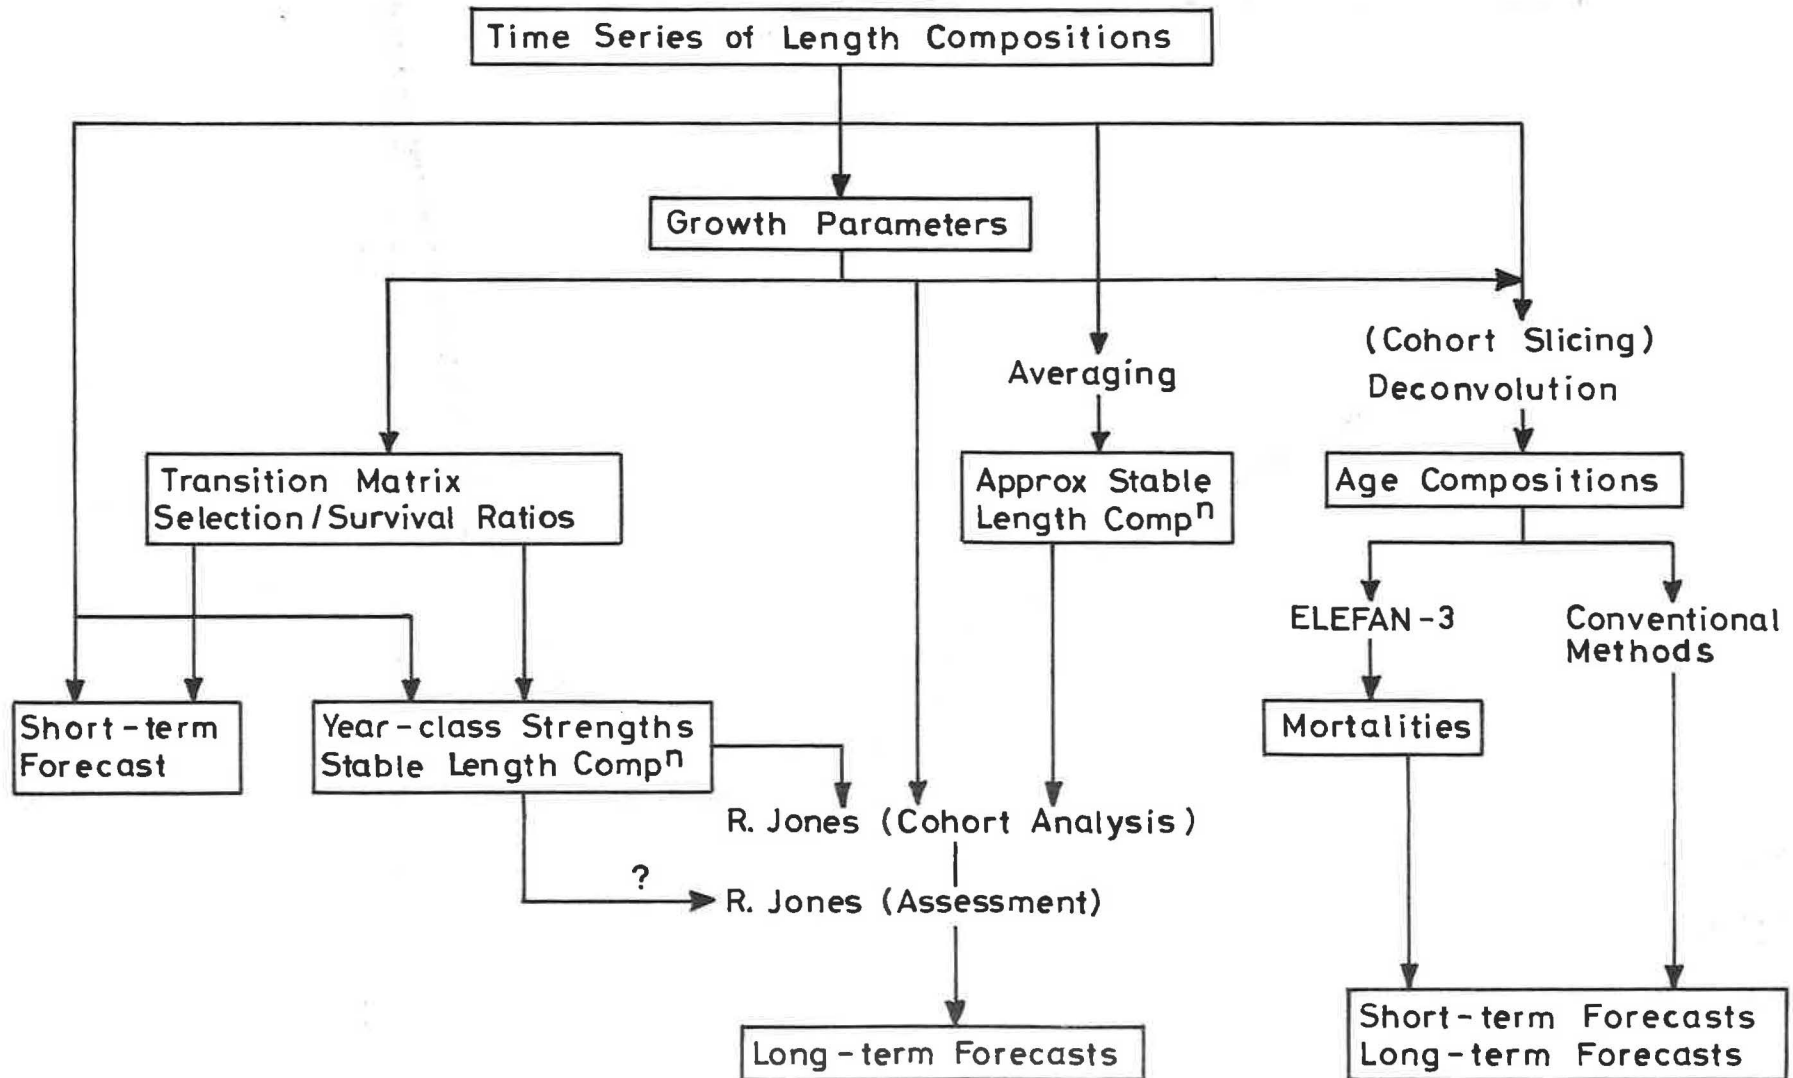 Time Series of Length Compositions
Growth Parameters
(Cohort Slicing)
Deconvolution
Averaging
Transition Matrix
Selection/Survival Ratios
Approx Stable
Length Compⁿ
Age Compositions
ELEFAN-3
Conventional
Methods
Short-term
Forecast
Year-class Strengths
Stable Length Compⁿ
Mortalities
R. Jones (Cohort Analysis)
?
R. Jones (Assessment)
Long-term Forecasts
Short-term Forecasts
Long-term Forecasts